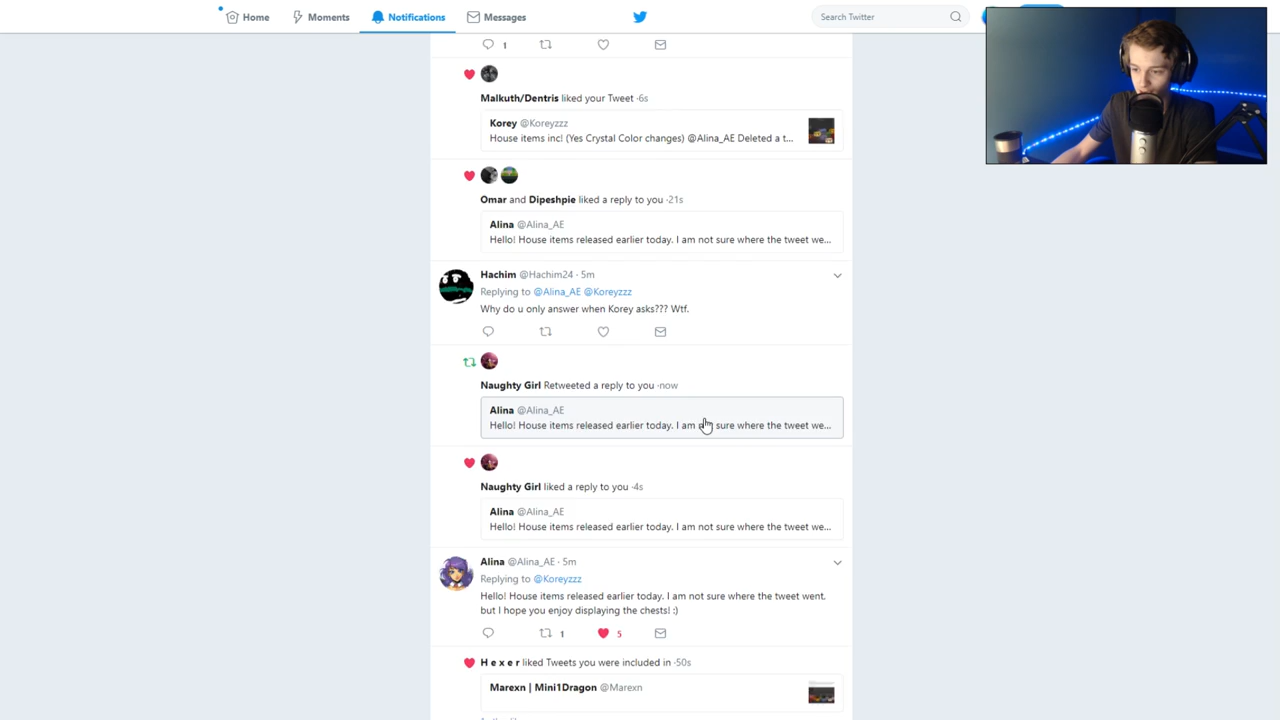 Home
Moments
Notifications
Messages
Search Twitter
1
Malkuth/Dentris liked your Tweet ·6s
Korey @Koreyzzz
House items inc! (Yes Crystal Color changes) @Alina_AE Deleted a t...
Omar and Dipeshpie liked a reply to you ·21s
Alina @Alina_AE
Hello! House items released earlier today. I am not sure where the tweet we...
Hachim @Hachim24 · 5m
Replying to @Alina_AE @Koreyzzz
Why do u only answer when Korey asks??? Wtf.
Naughty Girl Retweeted a reply to you ·now
Alina @Alina_AE
Hello! House items released earlier today. I am not sure where the tweet we...
Naughty Girl liked a reply to you ·4s
Alina @Alina_AE
Hello! House items released earlier today. I am not sure where the tweet we...
Alina @Alina_AE · 5m
Replying to @Koreyzzz
Hello! House items released earlier today. I am not sure where the tweet went,
but I hope you enjoy displaying the chests! :)
1
5
H e x e r liked Tweets you were included in ·50s
Marexn | Mini1Dragon @Marexn